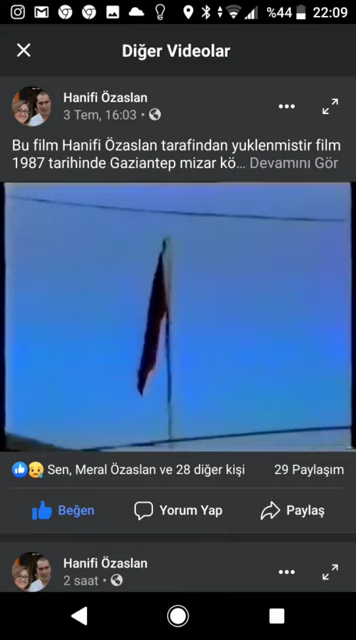 %44 22:09
Diğer Videolar
Hanifi Özaslan
3 Tem, 16:03 ·
Bu film Hanifi Özaslan tarafindan yuklenmistir film
1987 tarihinde Gaziantep mizar kö... Devamını Gör
Sen, Meral Özaslan ve 28 diğer kişi 29 Paylaşım
Beğen Yorum Yap Paylaş
Hanifi Özaslan
2 saat ·